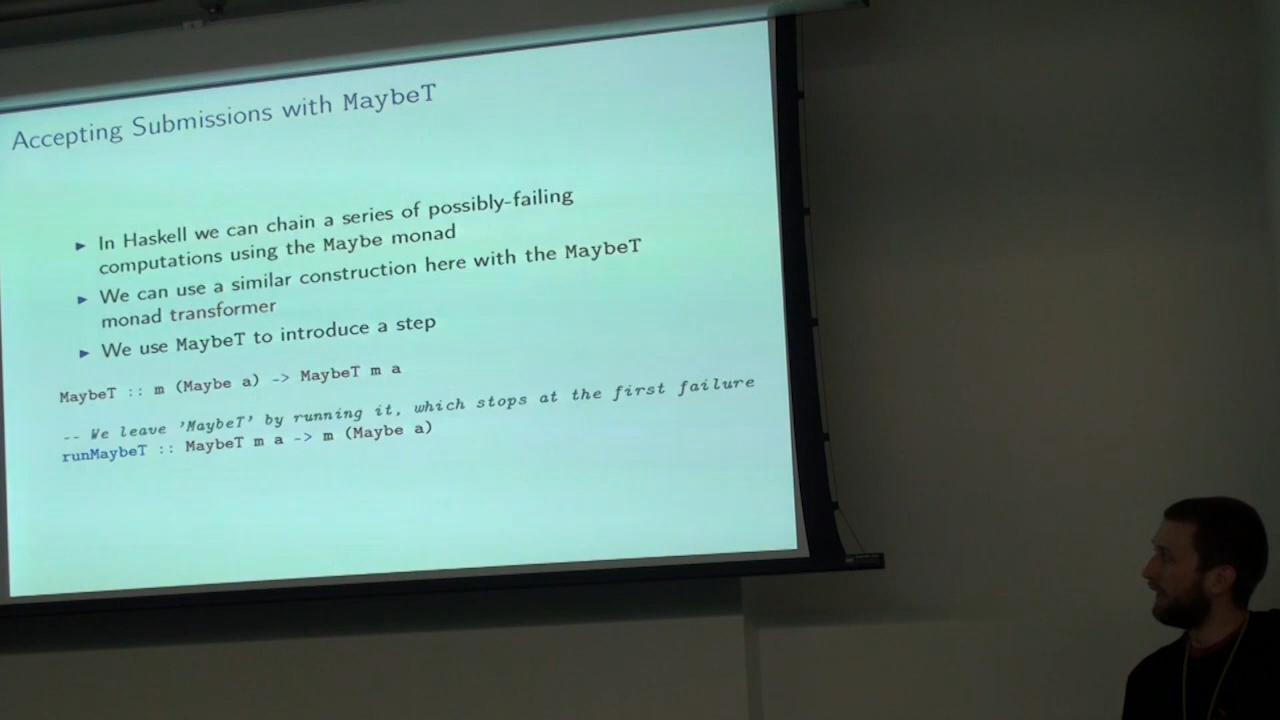 Accepting Submissions with MaybeT
▶ In Haskell we can chain a series of possibly-failing
computations using the Maybe monad
▶ We can use a similar construction here with the MaybeT
monad transformer
▶ We use MaybeT to introduce a step
MaybeT :: m (Maybe a) -> MaybeT m a
-- We leave 'MaybeT' by running it, which stops at the first failure
runMaybeT :: MaybeT m a -> m (Maybe a)